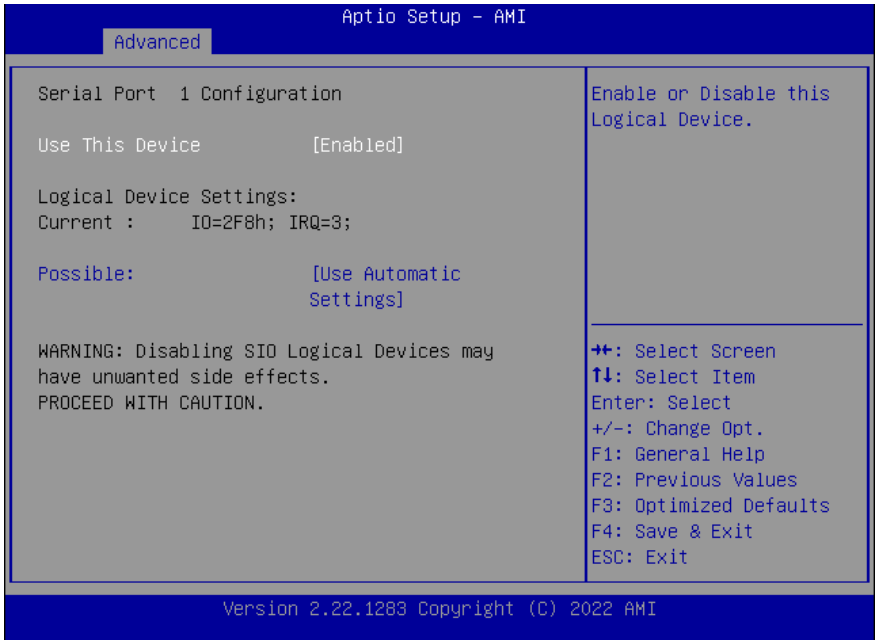 Aptio Setup - AMI
Advanced
Serial Port 1 Configuration
Use This Device [Enabled]
Logical Device Settings:
Current : IO=2F8h; IRQ=3;
Possible: [Use Automatic
Settings]
WARNING: Disabling SIO Logical Devices may
have unwanted side effects.
PROCEED WITH CAUTION.
Enable or Disable this
Logical Device.
→←: Select Screen
↑↓: Select Item
Enter: Select
+/-: Change Opt.
F1: General Help
F2: Previous Values
F3: Optimized Defaults
F4: Save & Exit
ESC: Exit
Version 2.22.1283 Copyright (C) 2022 AMI